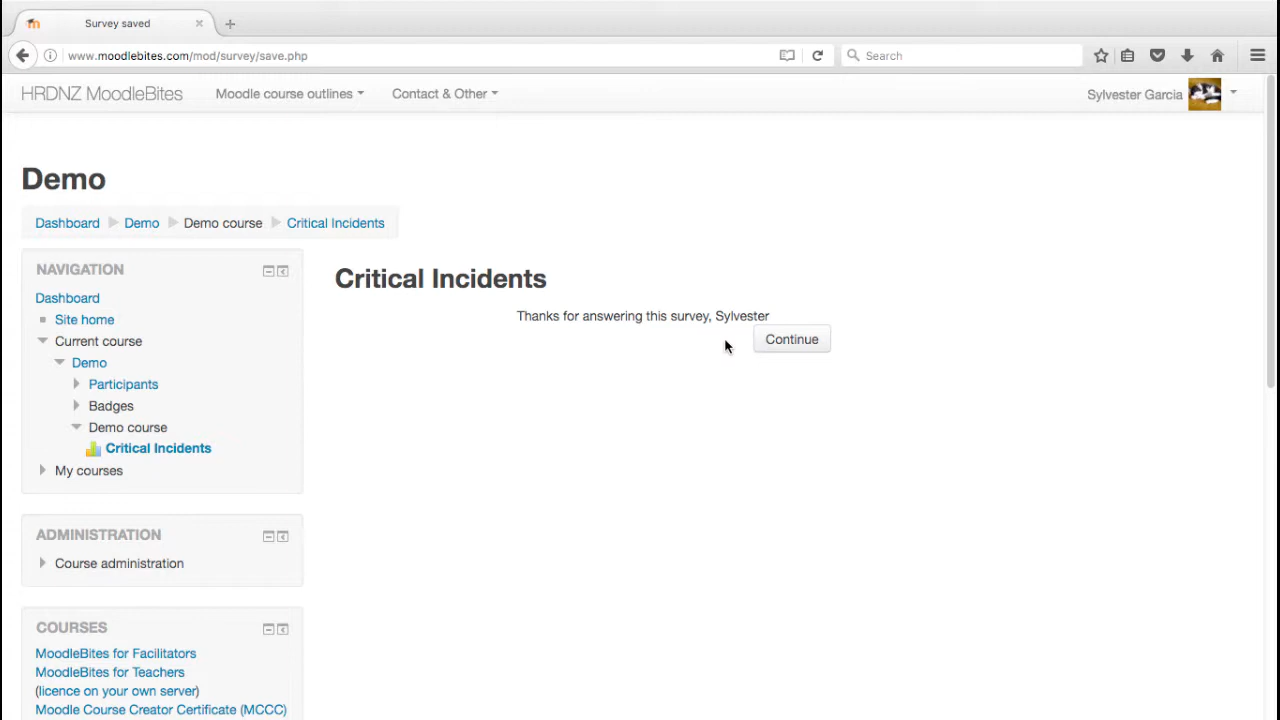 Survey saved
www.moodlebites.com/mod/survey/save.php
Search
HRDNZ MoodleBites
Moodle course outlines
Contact & Other
Sylvester Garcia
Demo
Dashboard
Demo
Demo course
Critical Incidents
NAVIGATION
Dashboard
Site home
Current course
Demo
Participants
Badges
Demo course
Critical Incidents
My courses
ADMINISTRATION
Course administration
COURSES
MoodleBites for Facilitators
MoodleBites for Teachers
(licence on your own server)
Moodle Course Creator Certificate (MCCC)
Critical Incidents
Thanks for answering this survey, Sylvester
Continue